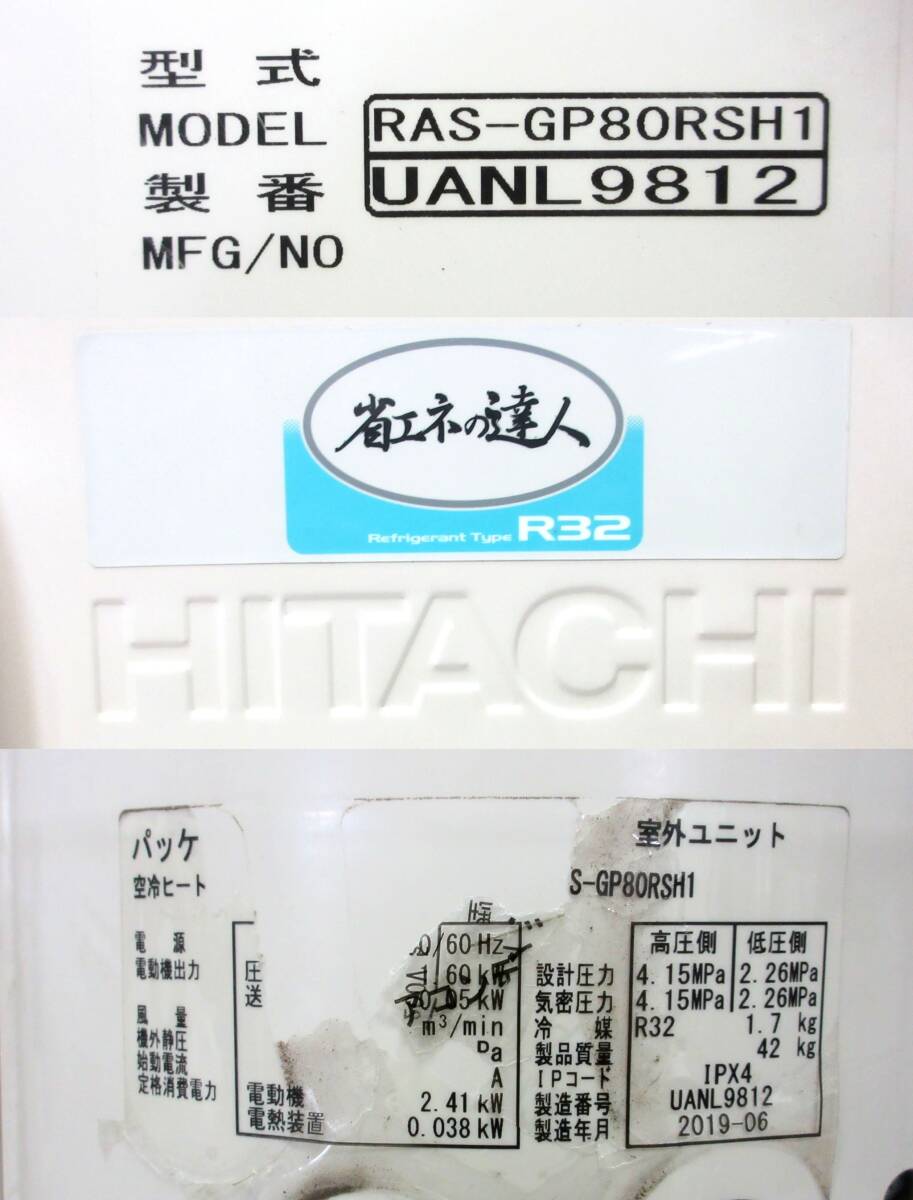 型 式
MODEL RAS-GP80RSH1
製 番 UANL9812
MFG/NO
省エネの達人
Refrigerant Type R32
HITACHI
パッケ 室外ユニット
空冷ヒート S-GP80RSH1
電 源 0/60 Hz
電動機出力 圧 60 kW
送 0.05 kW
風 量 m³/min
機外静圧 Pa
始動電流 A
定格消費電力 電動機 2.41 kW
電熱装置 0.038 kW
高圧側 低圧側
設計圧力 4.15MPa 2.26MPa
気密圧力 4.15MPa 2.26MPa
冷 媒 R32 1.7 kg
製品質量 42 kg
IPコード IPX4
製造番号 UANL9812
製造年月 2019-06